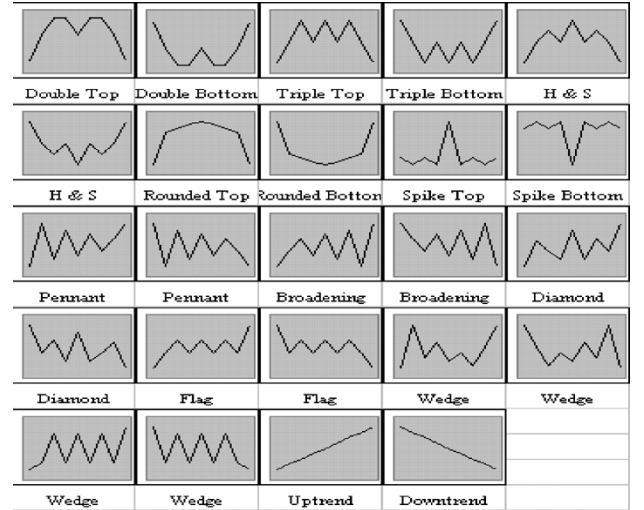 Double Top Double Bottom Triple Top Triple Bottom H & S
H & S Rounded Top Rounded Botton Spike Top Spike Bottom
Pennant Pennant Broadening Broadening Diamond
Diamond Flag Flag Wedge Wedge
Wedge Wedge Uptrend Downtrend